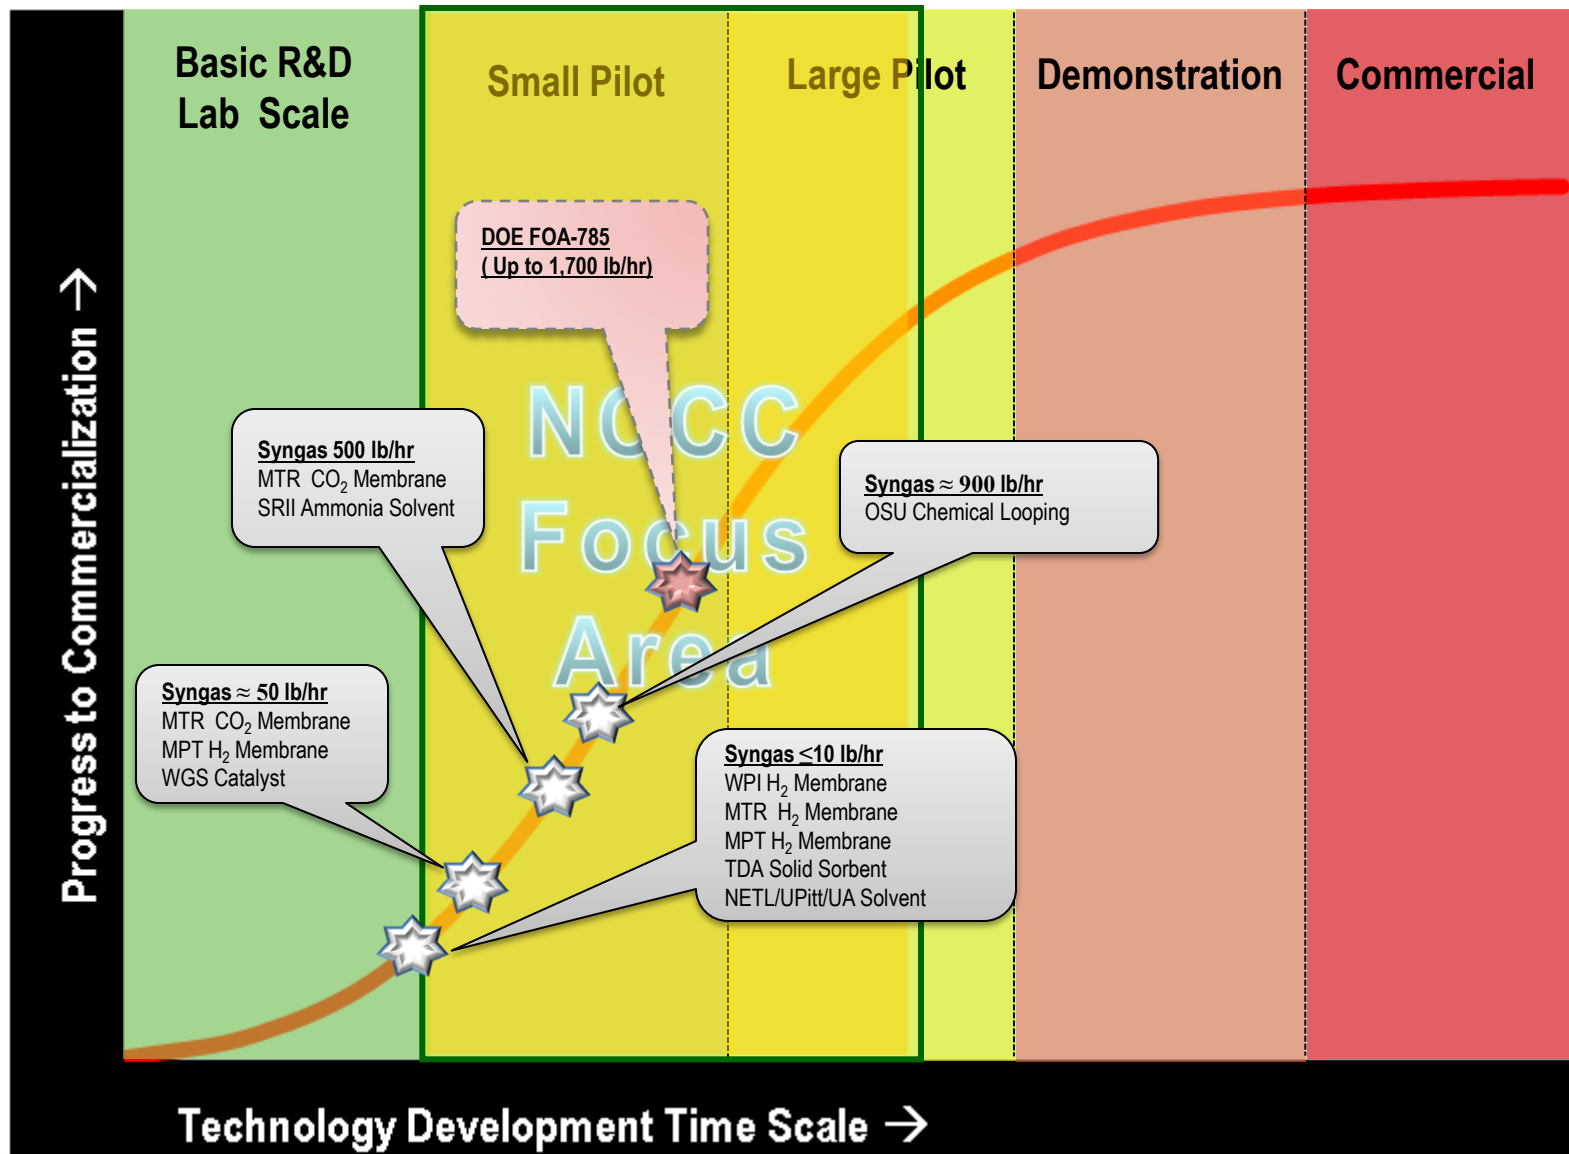 Basic R&D
Lab Scale
Small Pilot
Large Pilot
Demonstration
Commercial
DOE FOA-785
( Up to 1,700 lb/hr)
NCCC
Focus
Area
Syngas 500 lb/hr
MTR CO₂ Membrane
SRII Ammonia Solvent
Syngas ≈ 900 lb/hr
OSU Chemical Looping
Syngas ≈ 50 lb/hr
MTR CO₂ Membrane
MPT H₂ Membrane
WGS Catalyst
Syngas ≤10 lb/hr
WPI H₂ Membrane
MTR H₂ Membrane
MPT H₂ Membrane
TDA Solid Sorbent
NETL/UPitt/UA Solvent
Progress to Commercialization →
Technology Development Time Scale →